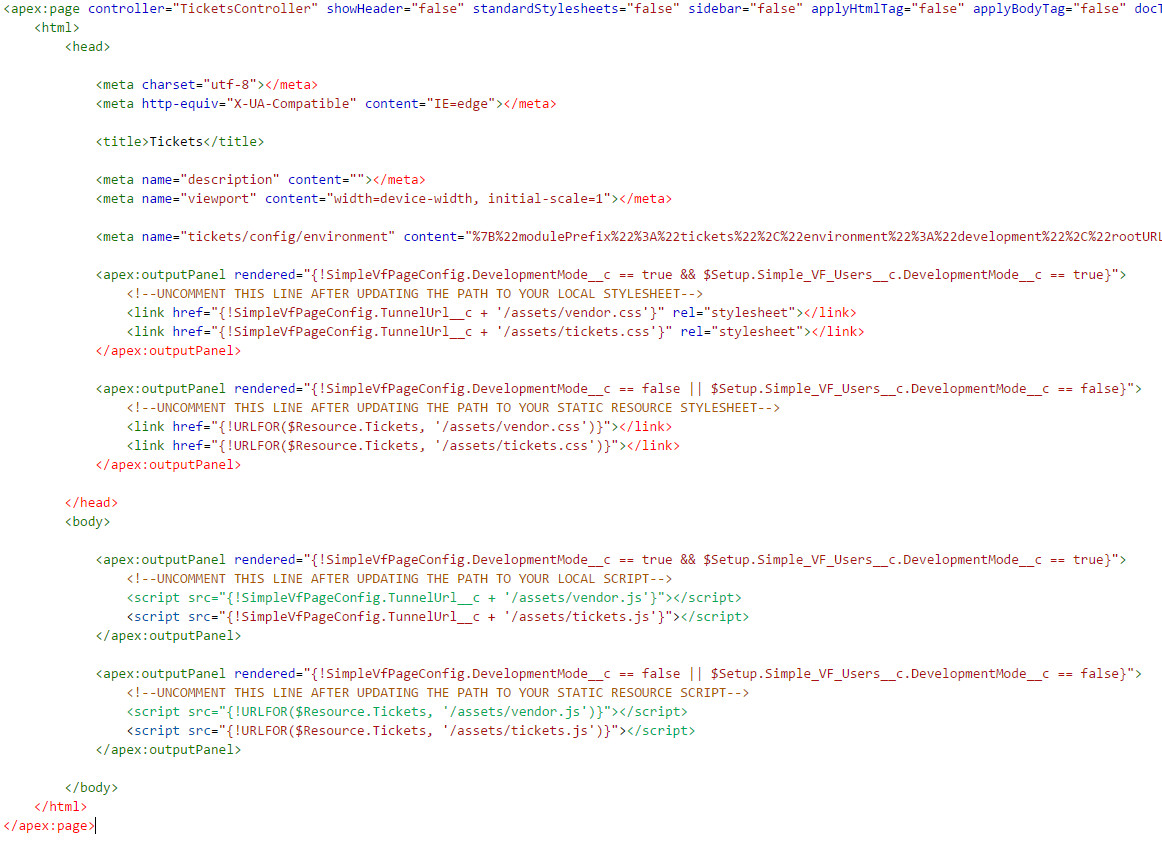 <apex:page controller="TicketsController" showHeader="false" standardStylesheets="false" sidebar="false" applyHtmlTag="false" applyBodyTag="false" docT
<html>
<head>
<meta charset="utf-8"></meta>
<meta http-equiv="X-UA-Compatible" content="IE=edge"></meta>
<title>Tickets</title>
<meta name="description" content=""></meta>
<meta name="viewport" content="width=device-width, initial-scale=1"></meta>
<meta name="tickets/config/environment" content="%7B%22modulePrefix%22%3A%22tickets%22%2C%22environment%22%3A%22development%22%2C%22rootURL
<apex:outputPanel rendered="{!SimpleVfPageConfig.DevelopmentMode__c == true && $Setup.Simple_VF_Users__c.DevelopmentMode__c == true}">
<!--UNCOMMENT THIS LINE AFTER UPDATING THE PATH TO YOUR LOCAL STYLESHEET-->
<link href="{!SimpleVfPageConfig.TunnelUrl__c + '/assets/vendor.css'}" rel="stylesheet"></link>
<link href="{!SimpleVfPageConfig.TunnelUrl__c + '/assets/tickets.css'}" rel="stylesheet"></link>
</apex:outputPanel>
<apex:outputPanel rendered="{!SimpleVfPageConfig.DevelopmentMode__c == false || $Setup.Simple_VF_Users__c.DevelopmentMode__c == false}">
<!--UNCOMMENT THIS LINE AFTER UPDATING THE PATH TO YOUR STATIC RESOURCE STYLESHEET-->
<link href="{!URLFOR($Resource.Tickets, '/assets/vendor.css')}"></link>
<link href="{!URLFOR($Resource.Tickets, '/assets/tickets.css')}"></link>
</apex:outputPanel>
</head>
<body>
<apex:outputPanel rendered="{!SimpleVfPageConfig.DevelopmentMode__c == true && $Setup.Simple_VF_Users__c.DevelopmentMode__c == true}">
<!--UNCOMMENT THIS LINE AFTER UPDATING THE PATH TO YOUR LOCAL SCRIPT-->
<script src="{!SimpleVfPageConfig.TunnelUrl__c + '/assets/vendor.js'}"></script>
<script src="{!SimpleVfPageConfig.TunnelUrl__c + '/assets/tickets.js'}"></script>
</apex:outputPanel>
<apex:outputPanel rendered="{!SimpleVfPageConfig.DevelopmentMode__c == false || $Setup.Simple_VF_Users__c.DevelopmentMode__c == false}">
<!--UNCOMMENT THIS LINE AFTER UPDATING THE PATH TO YOUR STATIC RESOURCE SCRIPT-->
<script src="{!URLFOR($Resource.Tickets, '/assets/vendor.js')}"></script>
<script src="{!URLFOR($Resource.Tickets, '/assets/tickets.js')}"></script>
</apex:outputPanel>
</body>
</html>
</apex:page>